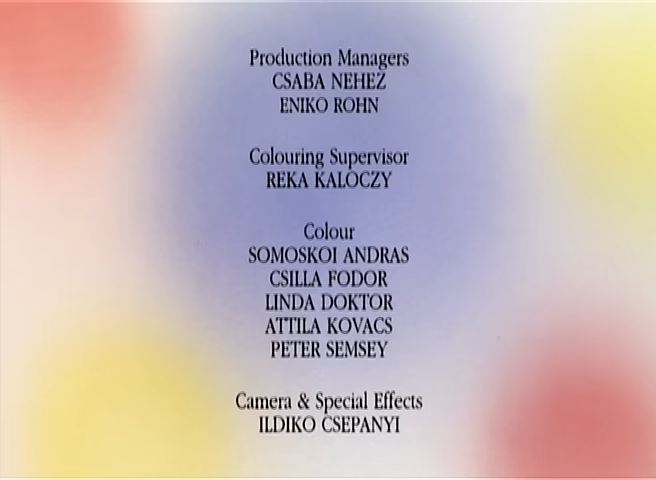 Production Managers
CSABA NEHEZ
ENIKO ROHN
Colouring Supervisor
REKA KALOCZY
Colour
SOMOSKOI ANDRAS
CSILLA FODOR
LINDA DOKTOR
ATTILA KOVACS
PETER SEMSEY
Camera & Special Effects
ILDIKO CSEPANYI